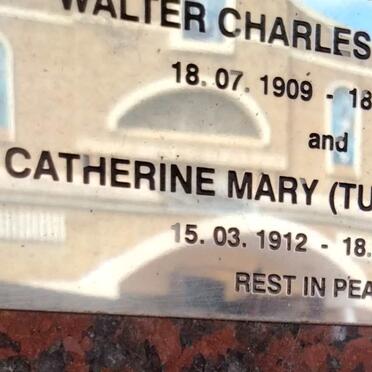 WALTER CHARLES
18. 07. 1909 - 18
and
CATHERINE MARY (TU
15. 03. 1912 - 18.
REST IN PEA